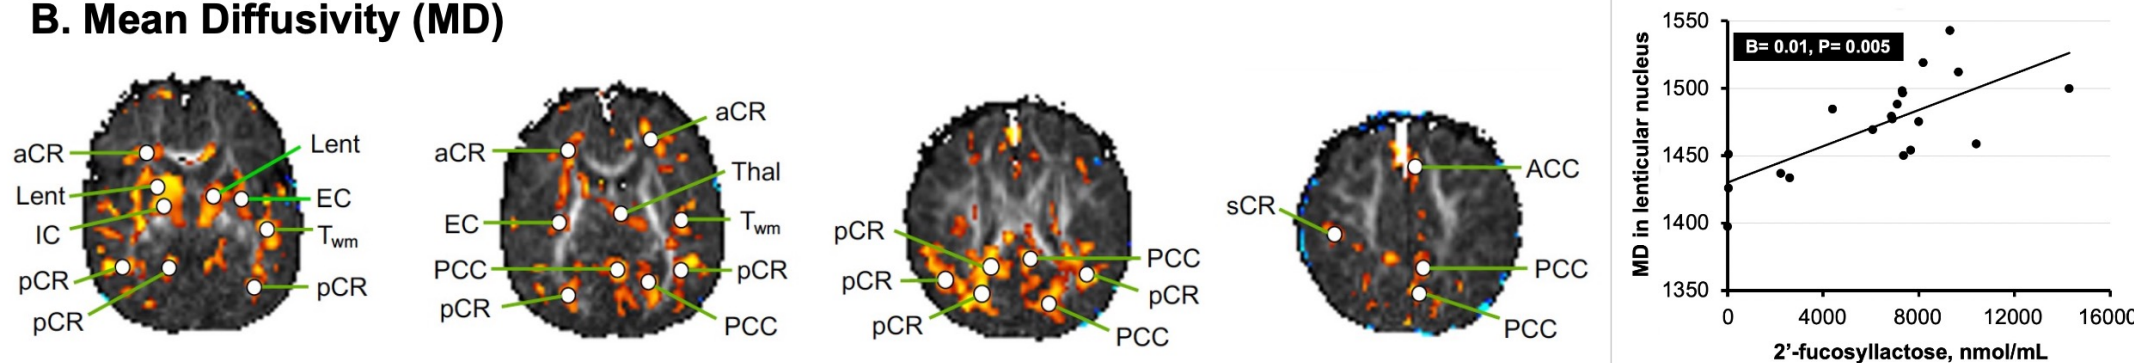 B. Mean Diffusivity (MD)
aCR
Lent
IC
pCR
pCR
Lent
EC
Twm
pCR
aCR
EC
PCC
pCR
aCR
Thal
Twm
pCR
PCC
pCR
pCR
pCR
PCC
pCR
PCC
sCR
ACC
PCC
PCC
MD in lenticular nucleus
1550
1500
1450
1400
1350
B= 0.01, P= 0.005
0 4000 8000 12000 16000
2'-fucosyllactose, nmol/mL